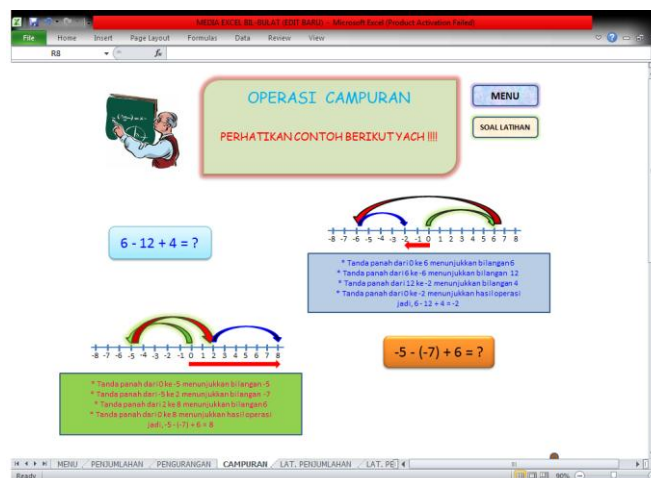 MEDIA EXCEL BIL-BULAT (EDIT BARU) - Microsoft Excel (Product Activation Failed)
File Home Insert Page Layout Formulas Data Review View
R8 fx
OPERASI CAMPURAN
PERHATIKAN CONTOH BERIKUT YACH !!!!
MENU
SOAL LATIHAN
6 - 12 + 4 = ?
-8 -7 -6 -5 -4 -3 -2 -1 0 1 2 3 4 5 6 7 8
* Tanda panah dari 0 ke 6 menunjukkan bilangan 6
* Tanda panah dari 6 ke -6 menunjukkan bilangan 12
* Tanda panah dari 12 ke -2 menunjukkan bilangan 4
* Tanda panah dari 0 ke -2 menunjukkan hasil operasi
jadi, 6 - 12 + 4 = -2
-8 -7 -6 -5 -4 -3 -2 -1 0 1 2 3 4 5 6 7 8
-5 - (-7) + 6 = ?
* Tanda panah dari 0 ke -5 menunjukkan bilangan -5
* Tanda panah dari -5 ke 2 menunjukkan bilangan -7
* Tanda panah dari 2 ke 8 menunjukkan bilangan 6
* Tanda panah dari 0 ke 8 menunjukkan hasil operasi
jadi, -5 - (-7) + 6 = 8
MENU PENJUMLAHAN PENGURANGAN CAMPURAN LAT. PENJUMLAHAN LAT. PE
Ready 90%